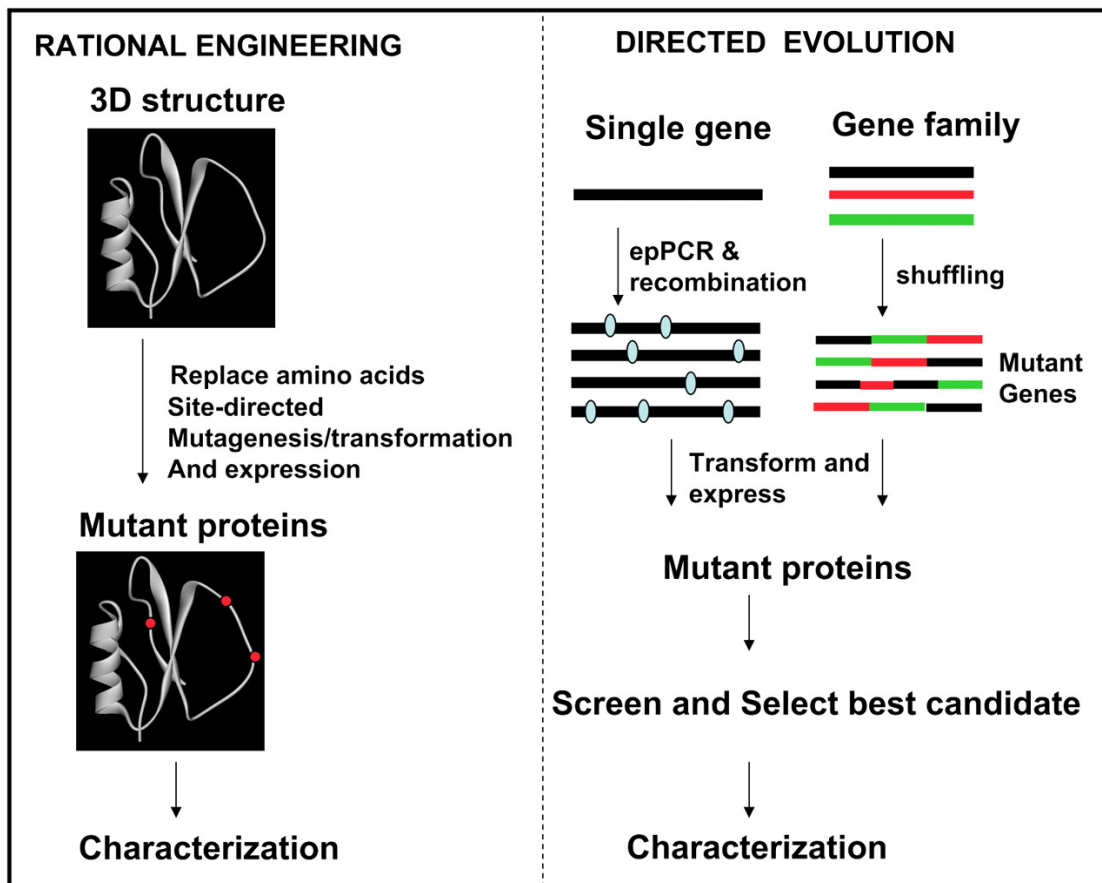 RATIONAL ENGINEERING
3D structure
Replace amino acids
Site-directed
Mutagenesis/transformation
And expression
Mutant proteins
Characterization
DIRECTED EVOLUTION
Single gene
Gene family
epPCR &
recombination
shuffling
Mutant
Genes
Transform and
express
Mutant proteins
Screen and Select best candidate
Characterization